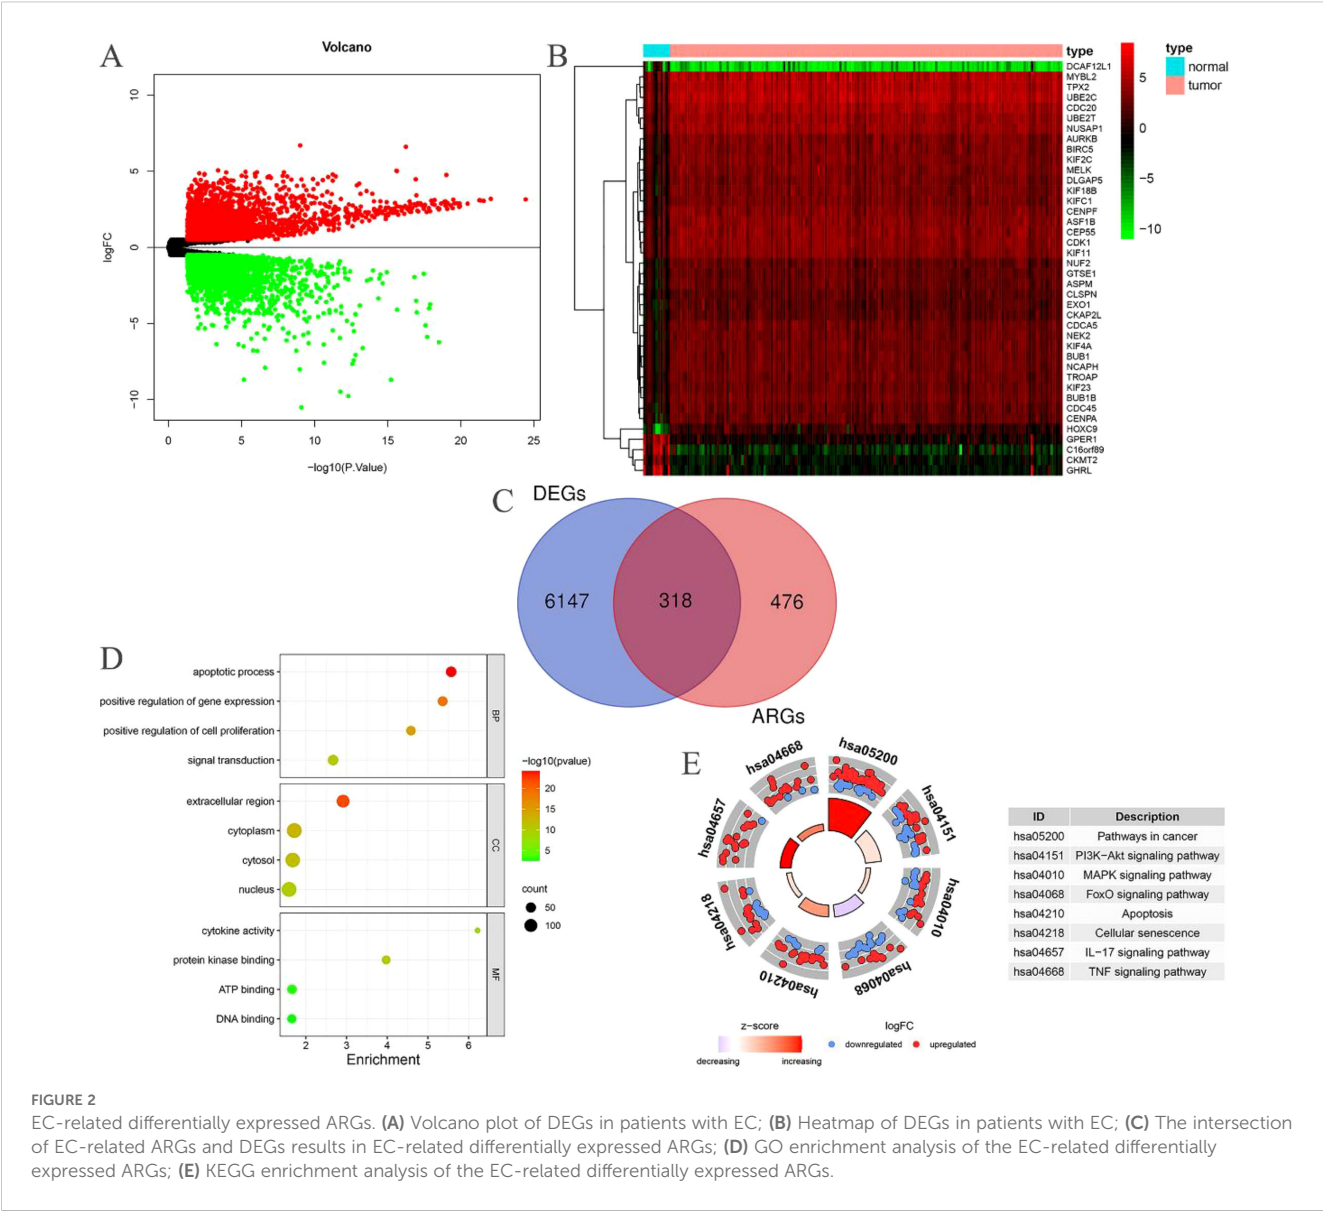 A
Volcano
10
5
0
−5
−10
logFC
0
5
10
15
20
25
−log10(P.Value)
B
type
DCAF12L1
MYBL2
TPX2
UBE2C
CDC20
UBE2T
NUSAP1
AURKB
BIRC5
KIF2C
MELK
DLGAP5
KIF18B
KIFC1
CENPF
ASF1B
CEP55
CDK1
KIF11
NUF2
GTSE1
ASPM
CLSPN
EXO1
CKAP2L
CDCA5
NEK2
KIF4A
BUB1
NCAPH
TROAP
KIF23
BUB1B
CDC45
CENPA
HOXC9
GPER1
C16orf89
CKMT2
GHRL
5
0
−5
−10
type
normal
tumor
C
DEGs
6147
318
476
ARGs
D
apoptotic process
positive regulation of gene expression
positive regulation of cell proliferation
signal transduction
BP
extracellular region
cytoplasm
cytosol
nucleus
CC
cytokine activity
protein kinase binding
ATP binding
DNA binding
MF
2
3
4
5
6
Enrichment
−log10(pvalue)
20
15
10
5
count
50
100
E
hsa05200
hsa04151
hsa04010
hsa04068
hsa04210
hsa04218
hsa04657
hsa04668
z-score
decreasing
increasing
logFC
downregulated
upregulated
ID Description
hsa05200 Pathways in cancer
hsa04151 PI3K−Akt signaling pathway
hsa04010 MAPK signaling pathway
hsa04068 FoxO signaling pathway
hsa04210 Apoptosis
hsa04218 Cellular senescence
hsa04657 IL−17 signaling pathway
hsa04668 TNF signaling pathway
FIGURE 2
EC-related differentially expressed ARGs. (A) Volcano plot of DEGs in patients with EC; (B) Heatmap of DEGs in patients with EC; (C) The intersection
of EC-related ARGs and DEGs results in EC-related differentially expressed ARGs; (D) GO enrichment analysis of the EC-related differentially
expressed ARGs; (E) KEGG enrichment analysis of the EC-related differentially expressed ARGs.